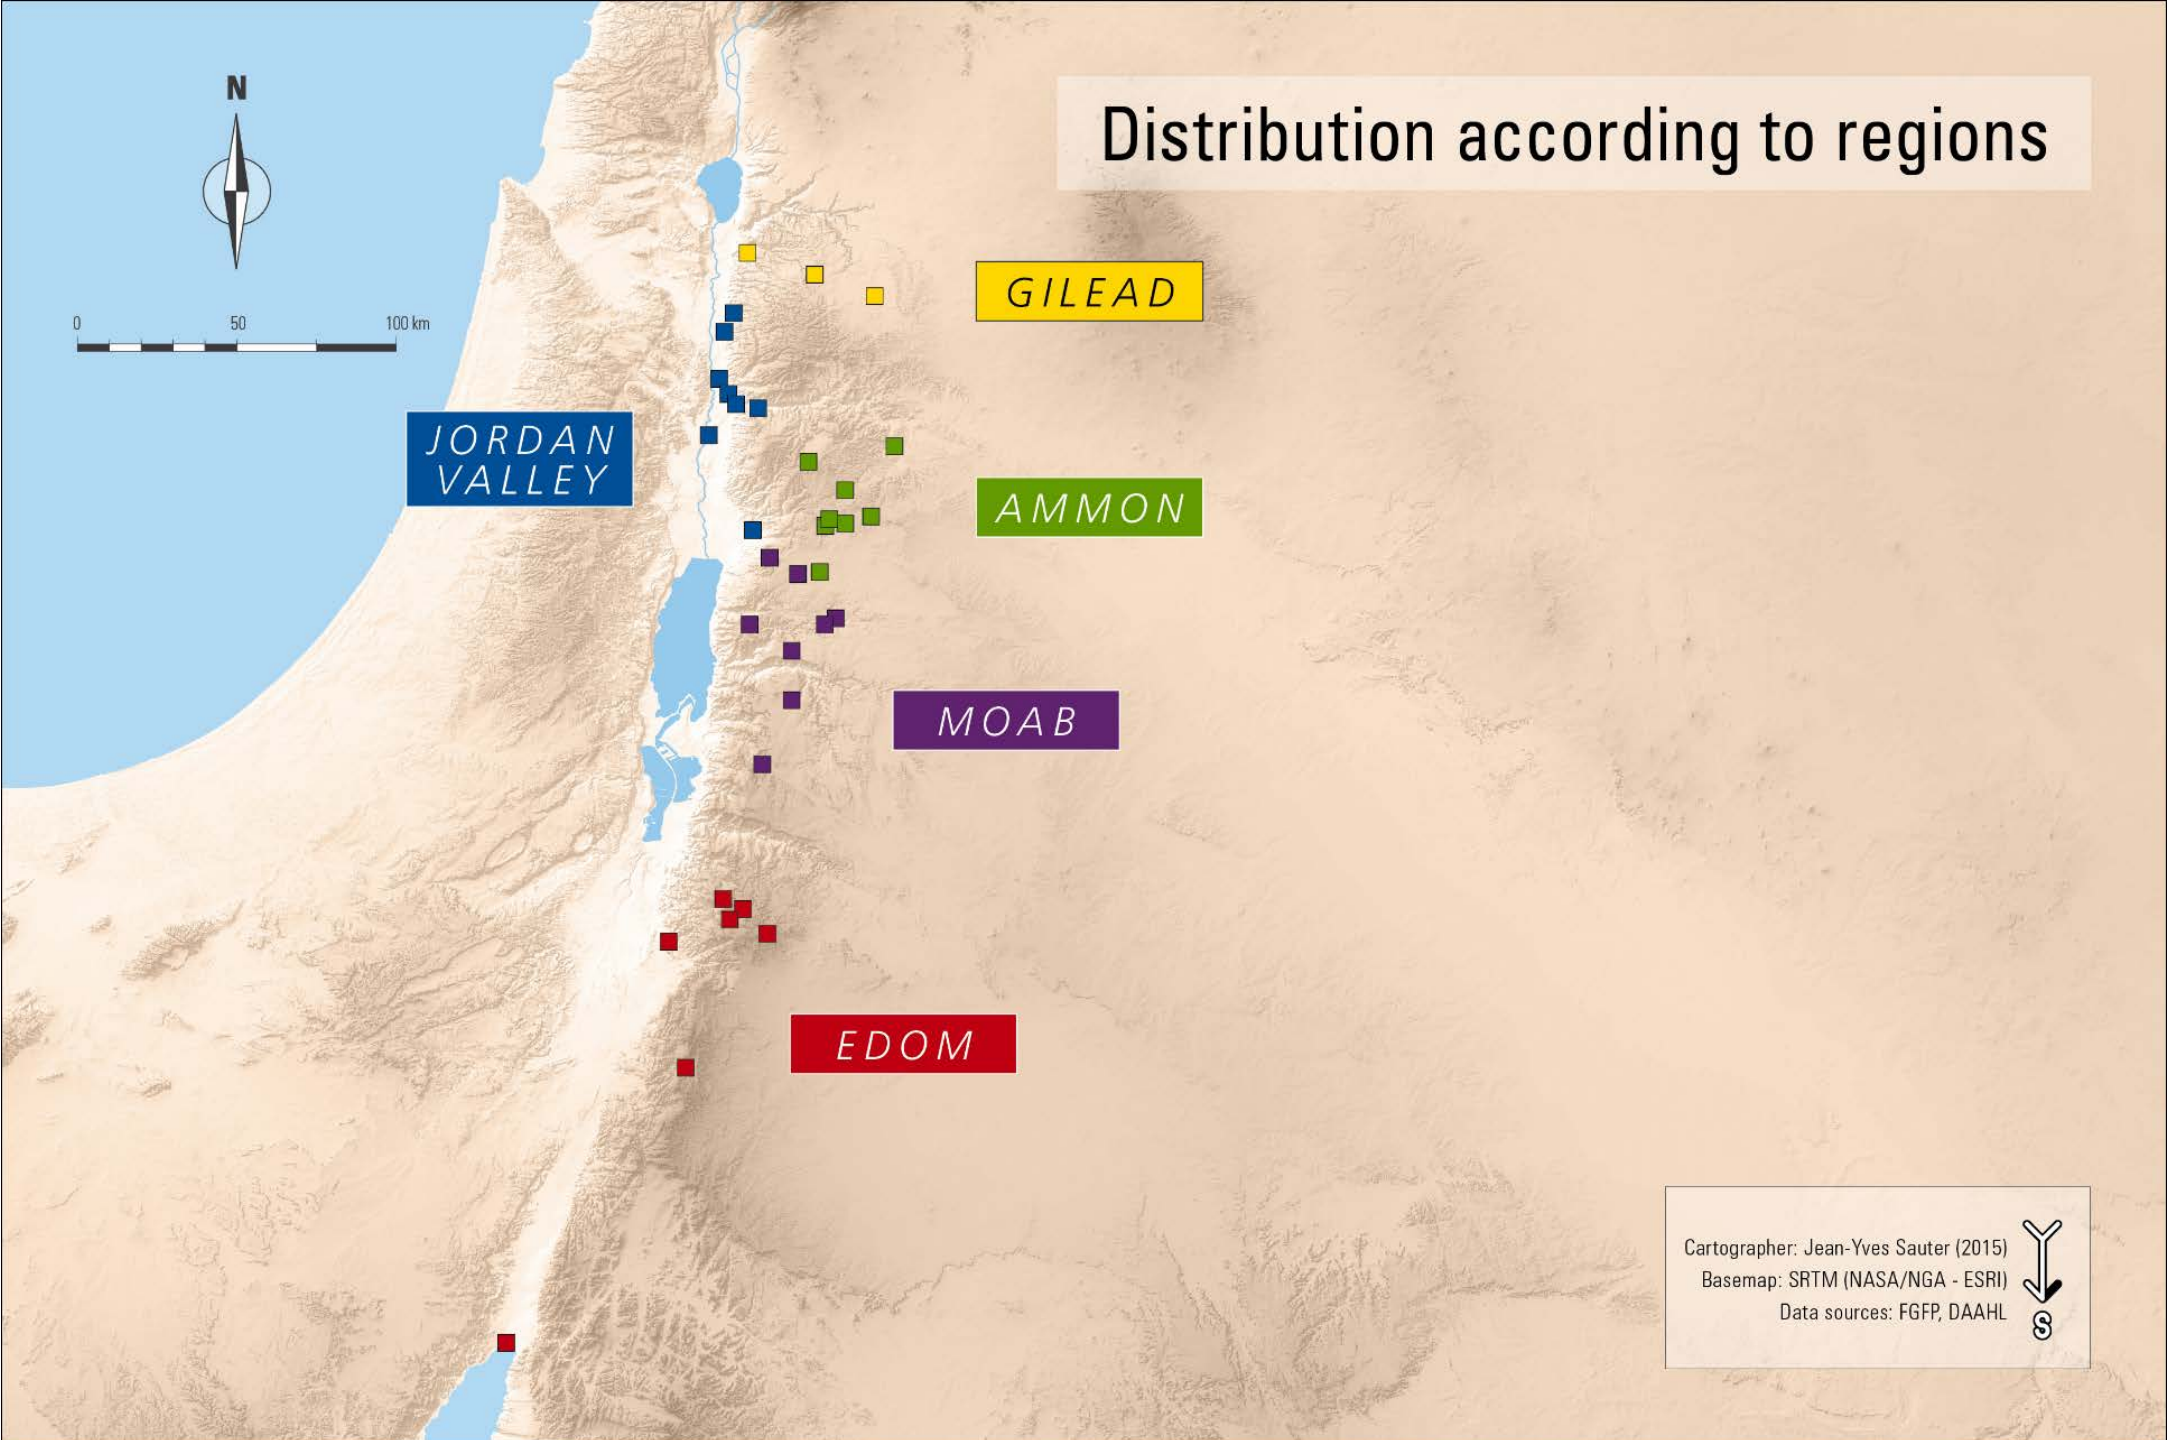 Distribution according to regions
N
0 50 100 km
GILEAD
JORDAN
VALLEY
AMMON
MOAB
EDOM
Cartographer: Jean-Yves Sauter (2015)
Basemap: SRTM (NASA/NGA - ESRI)
Data sources: FGFP, DAAHL
S